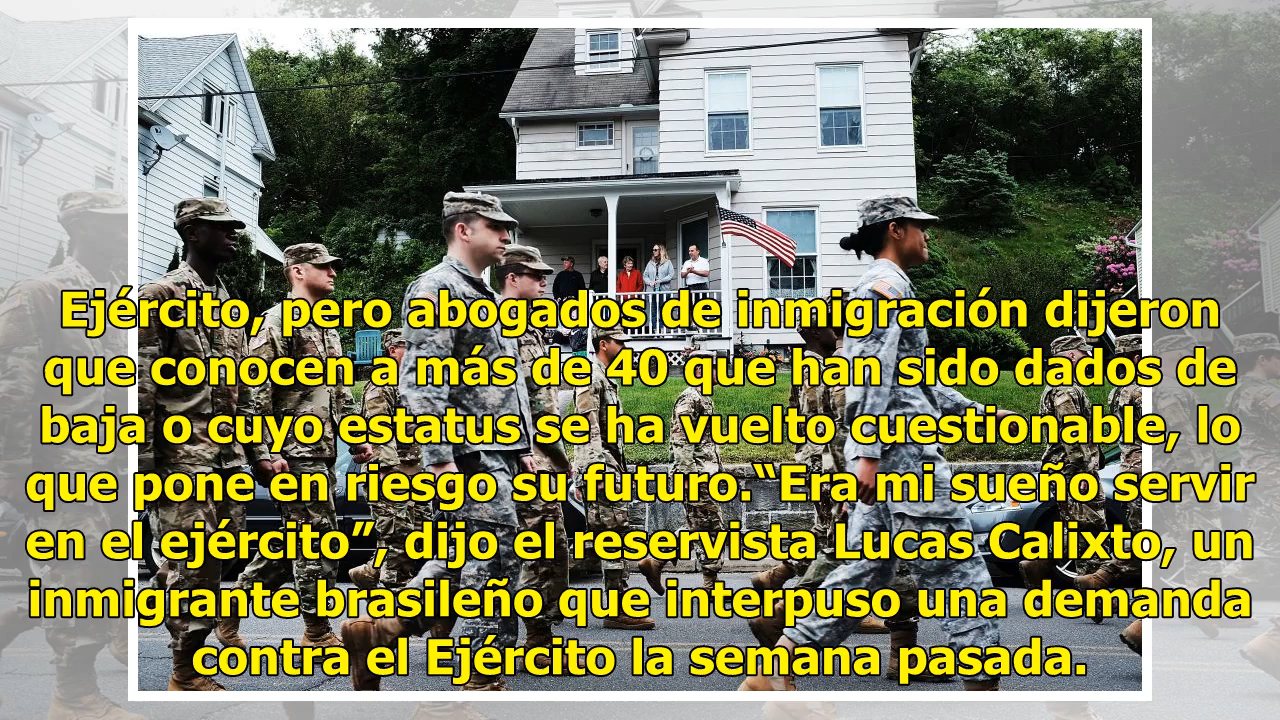 Ejército, pero abogados de inmigración dijeron
que conocen a más de 40 que han sido dados de
baja o cuyo estatus se ha vuelto cuestionable, lo
que pone en riesgo su futuro.“Era mi sueño servir
en el ejército”, dijo el reservista Lucas Calixto, un
inmigrante brasileño que interpuso una demanda
contra el Ejército la semana pasada.